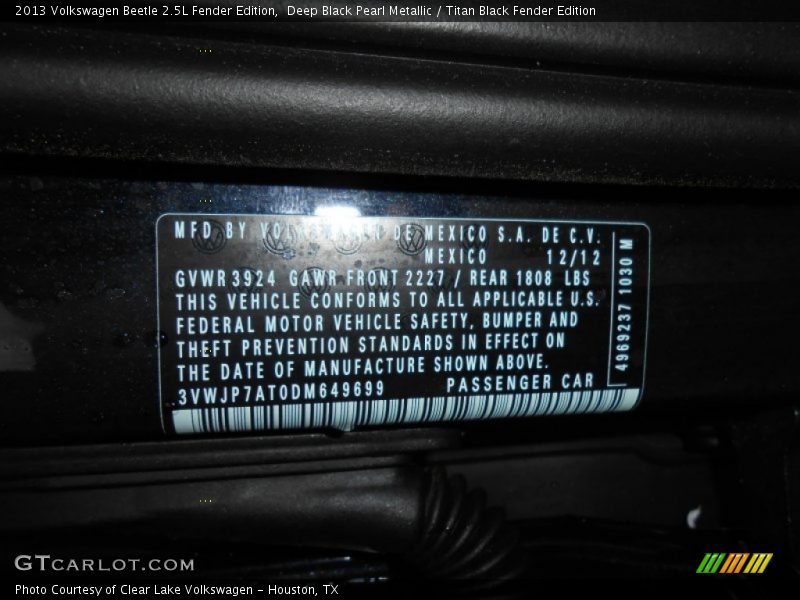 2013 Volkswagen Beetle 2.5L Fender Edition,  Deep Black Pearl Metallic / Titan Black Fender Edition
MFD BY VOLKSWAGEN DE MEXICO S.A. DE C.V.
MEXICO 12/12
GVWR 3924 GAWR FRONT 2227 / REAR 1808 LBS
THIS VEHICLE CONFORMS TO ALL APPLICABLE U.S.
FEDERAL MOTOR VEHICLE SAFETY, BUMPER AND
THEFT PREVENTION STANDARDS IN EFFECT ON
THE DATE OF MANUFACTURE SHOWN ABOVE.
3VWJP7AT0DM649699 PASSENGER CAR
4969237 1030 M
GTCARLOT.COM
Photo Courtesy of Clear Lake Volkswagen - Houston, TX